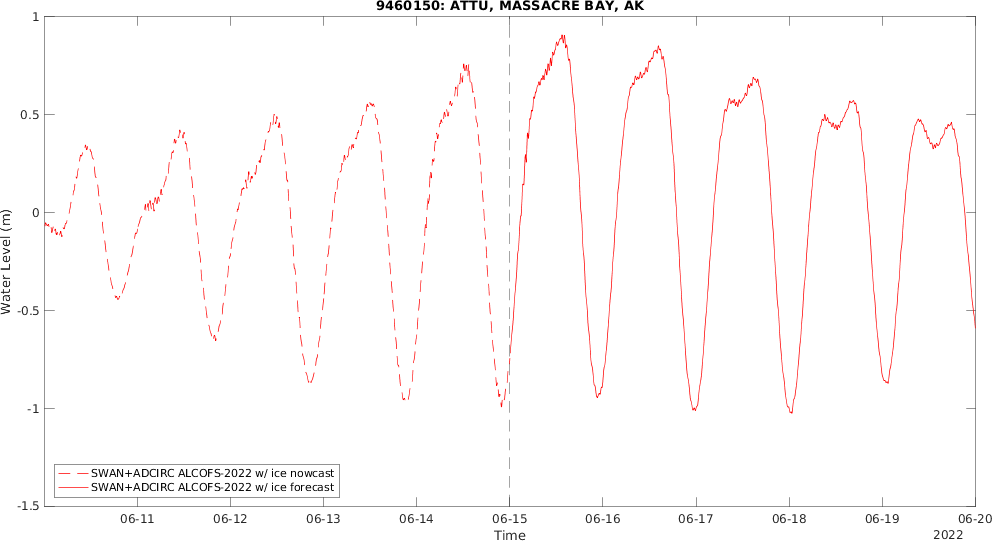 9460150: ATTU, MASSACRE BAY, AK
1
0.5
0
-0.5
-1
-1.5
Water Level (m)
SWAN+ADCIRC ALCOFS-2022 w/ ice nowcast
SWAN+ADCIRC ALCOFS-2022 w/ ice forecast
06-11 06-12 06-13 06-14 06-15 06-16 06-17 06-18 06-19 06-20
Time
2022